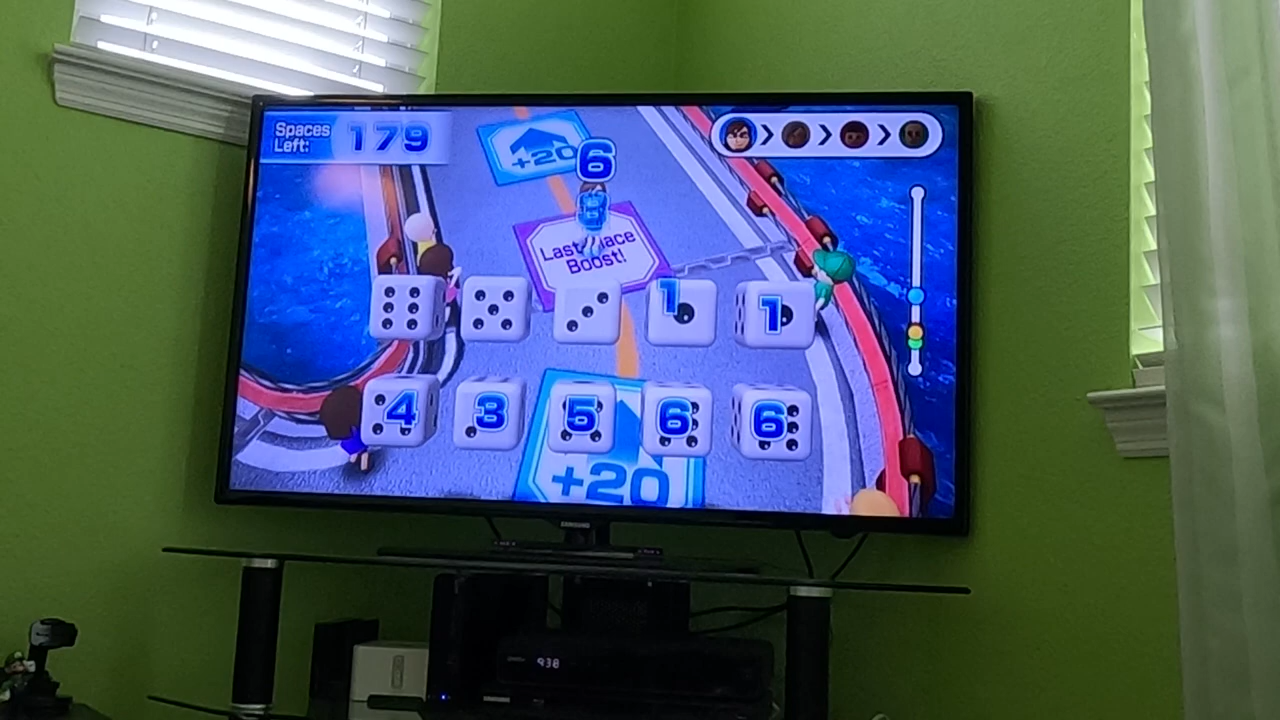 Spaces
Left: 179
+20
6
Last Place
Boost!
1 1
4 3 5 6 6
+20
SAMSUNG
938